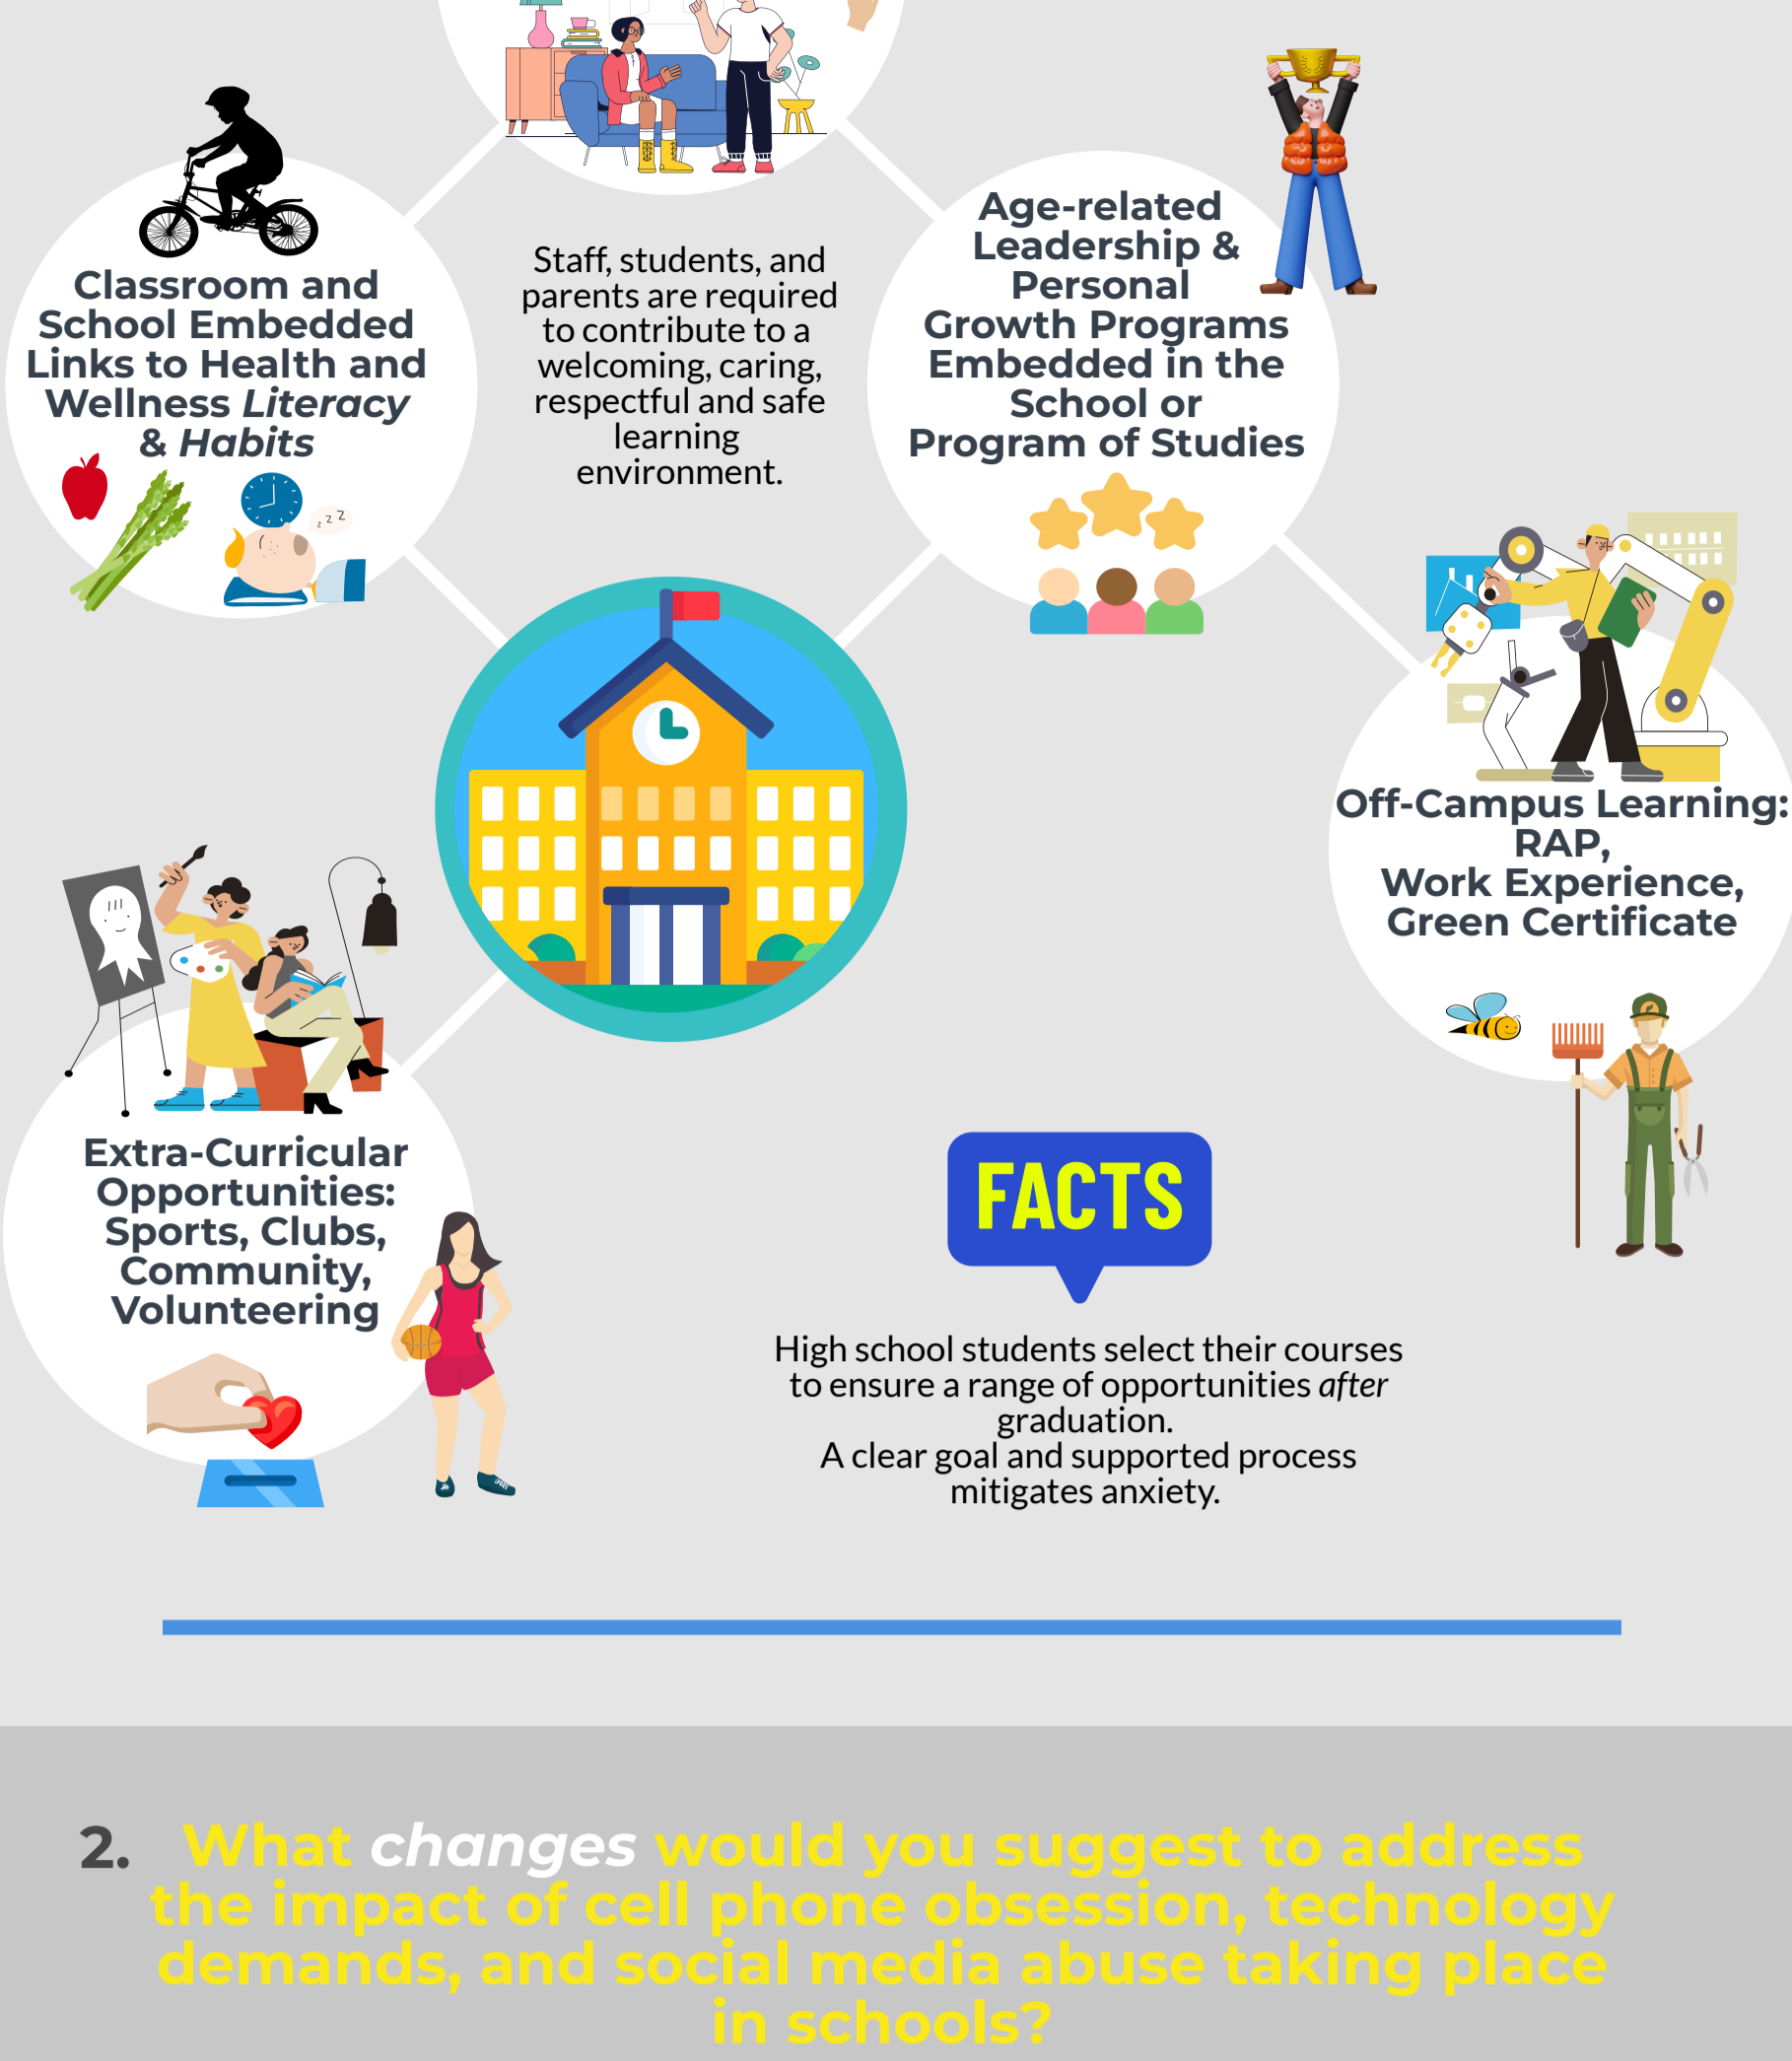 Classroom and
School Embedded
Links to Health and
Wellness Literacy
& Habits
z z z
Staff, students, and
parents are required
to contribute to a
welcoming, caring,
respectful and safe
learning
environment.
Age-related
Leadership &
Personal
Growth Programs
Embedded in the
School or
Program of Studies
Off-Campus Learning:
RAP,
Work Experience,
Green Certificate
Extra-Curricular
Opportunities:
Sports, Clubs,
Community,
Volunteering
FACTS
High school students select their courses
to ensure a range of opportunities after
graduation.
A clear goal and supported process
mitigates anxiety.
2. What changes would you suggest to address
the impact of cell phone obsession, technology
demands, and social media abuse taking place
in schools?